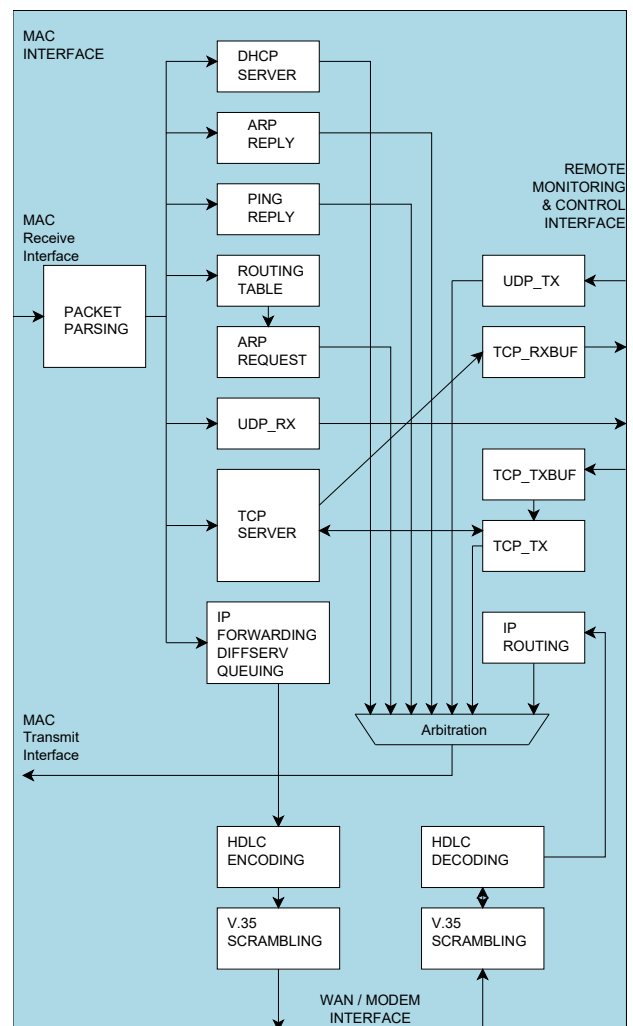 MAC
INTERFACE
DHCP
SERVER
ARP
REPLY
PING
REPLY
REMOTE
MONITORING
& CONTROL
INTERFACE
MAC
Receive
Interface
PACKET
PARSING
ROUTING
TABLE
ARP
REQUEST
UDP_TX
TCP_RXBUF
UDP_RX
TCP
SERVER
TCP_TXBUF
TCP_TX
IP
FORWARDING
DIFFSERV
QUEUING
IP
ROUTING
MAC
Transmit
Interface
Arbitration
HDLC
ENCODING
HDLC
DECODING
V.35
SCRAMBLING
V.35
SCRAMBLING
WAN / MODEM
INTERFACE